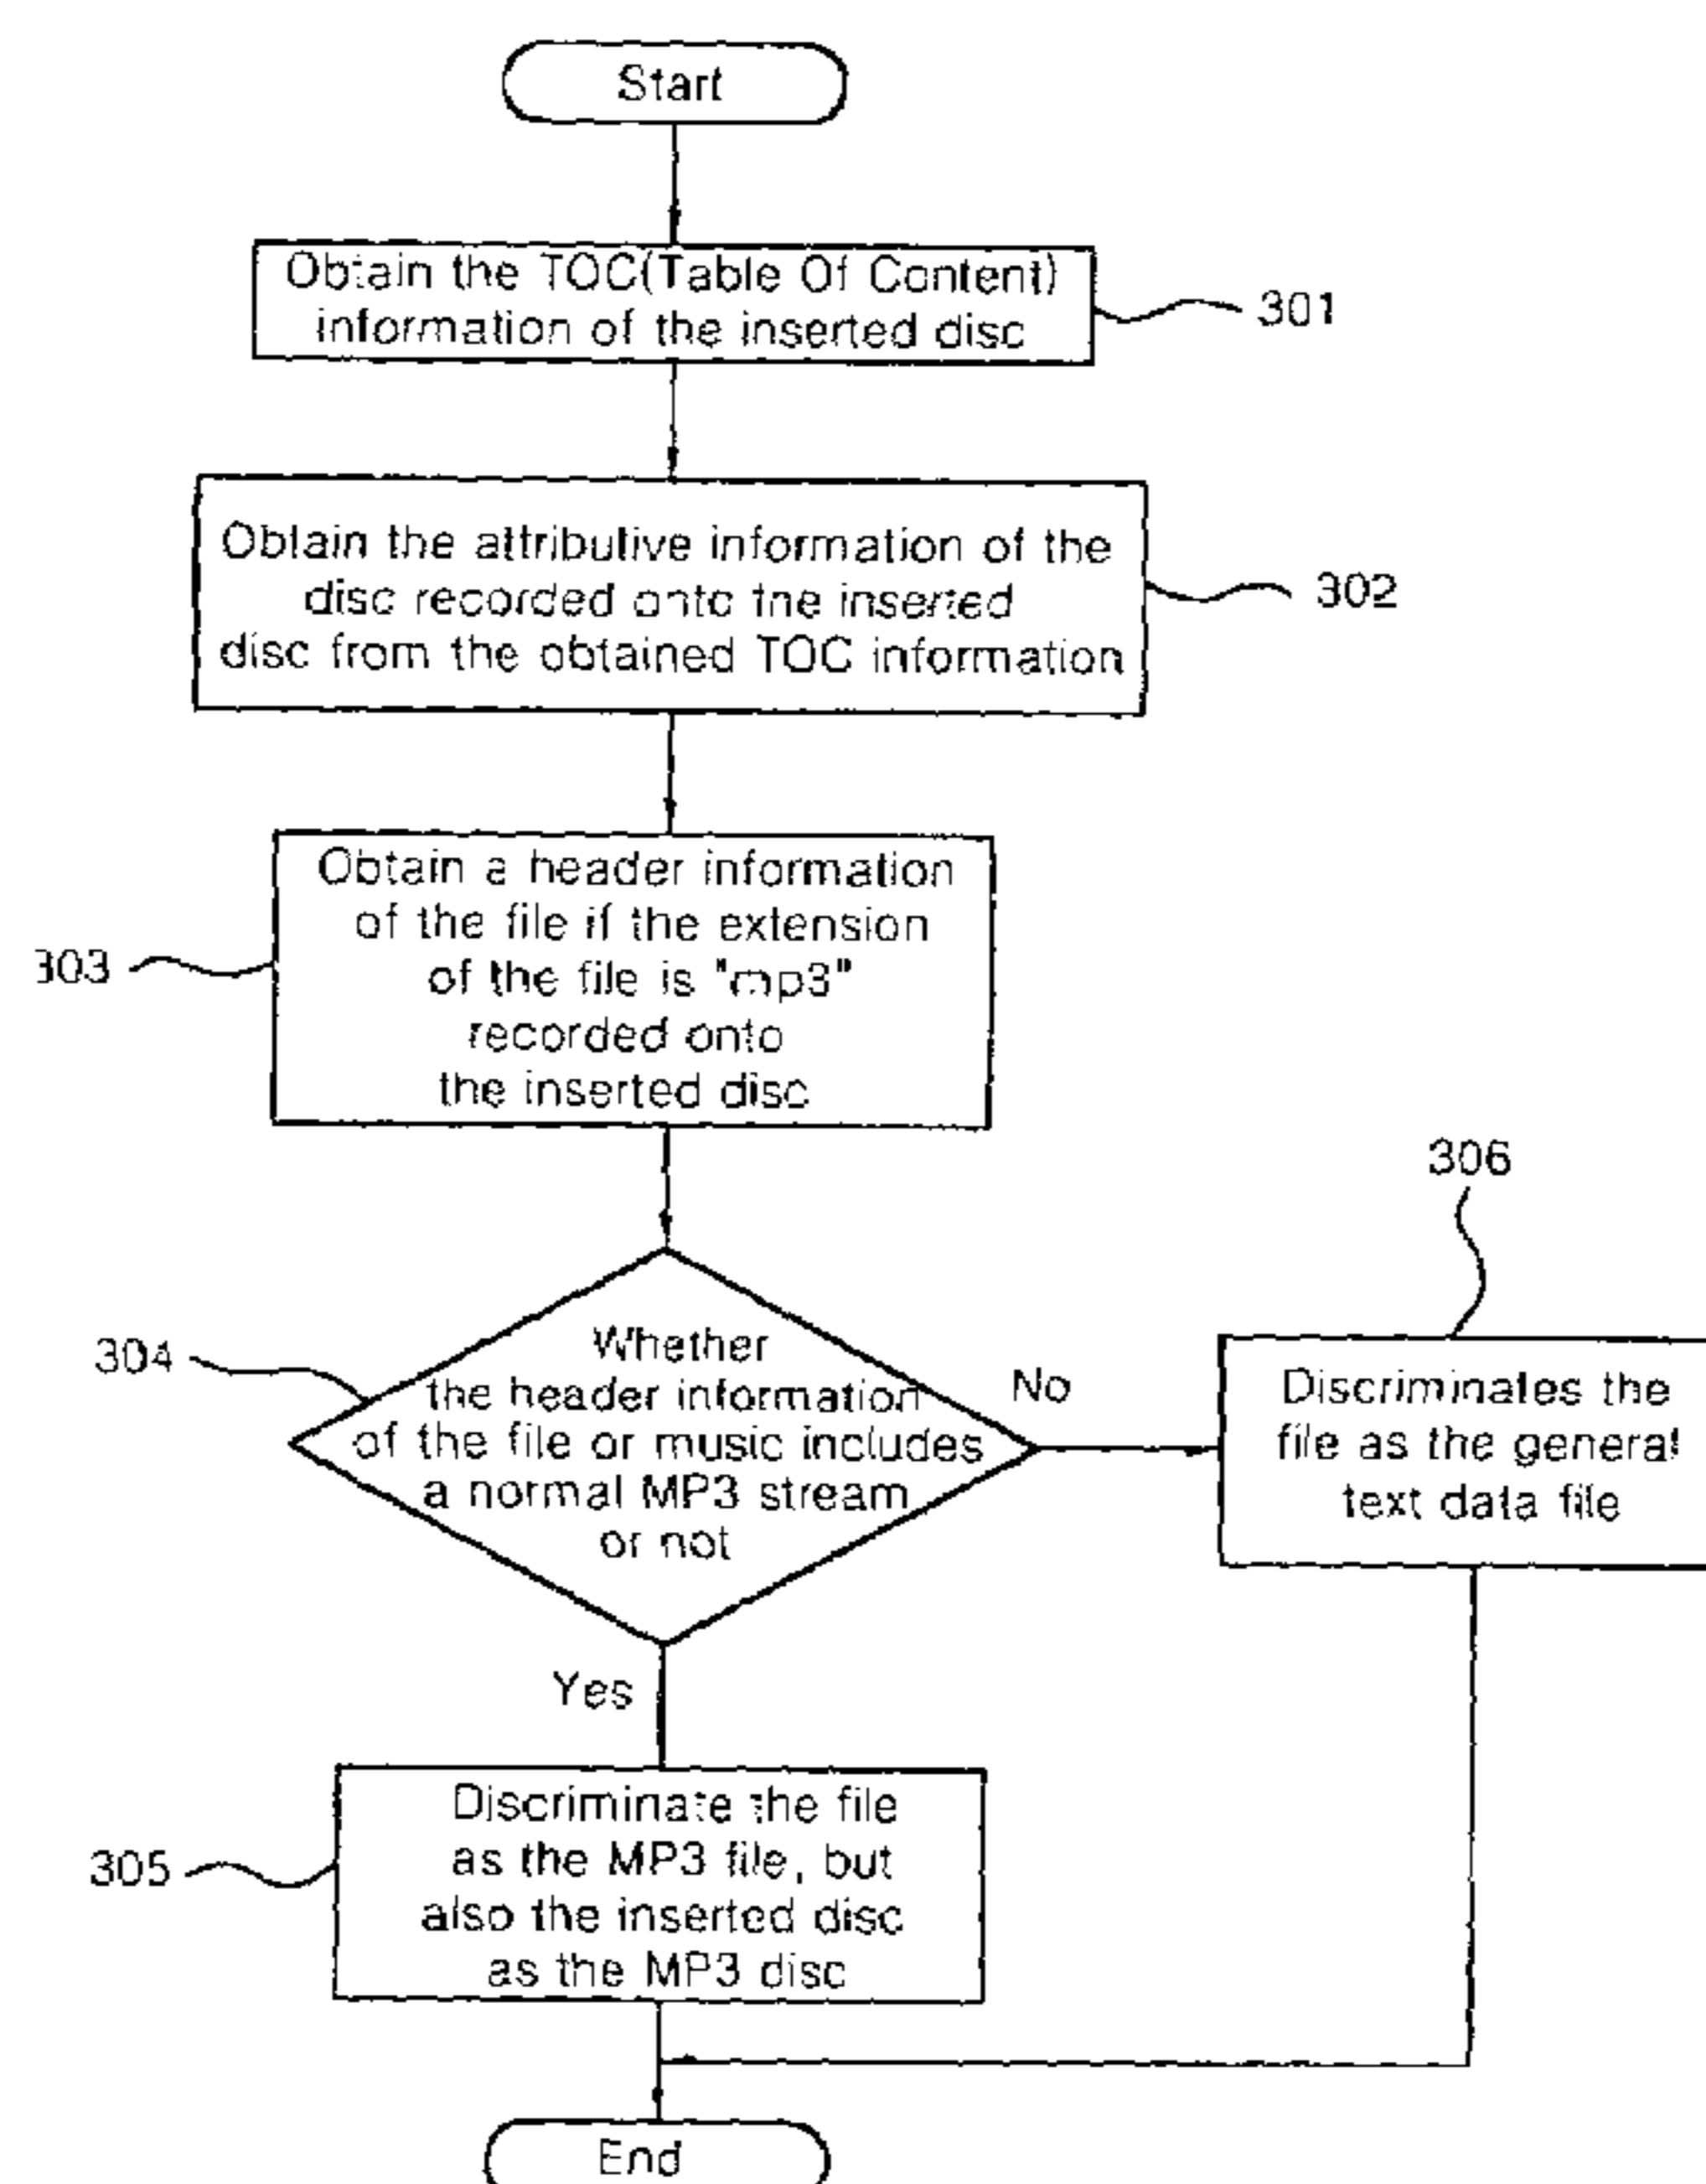 Start
Obtain the TOC(Table Of Content)
information of the inserted disc
301
Obtain the attributive information of the
disc recorded onto the inserted
disc from the obtained TOC information
302
Obtain a header information
of the file if the extension
of the file is "mp3"
recorded onto
the inserted disc
303
Whether
the header information
of the file or music includes
a normal MP3 stream
or not
304
No
306
Discriminates the
file as the general
text data file
Yes
Discriminate the file
as the MP3 file, but
also the inserted disc
as the MP3 disc
305
End